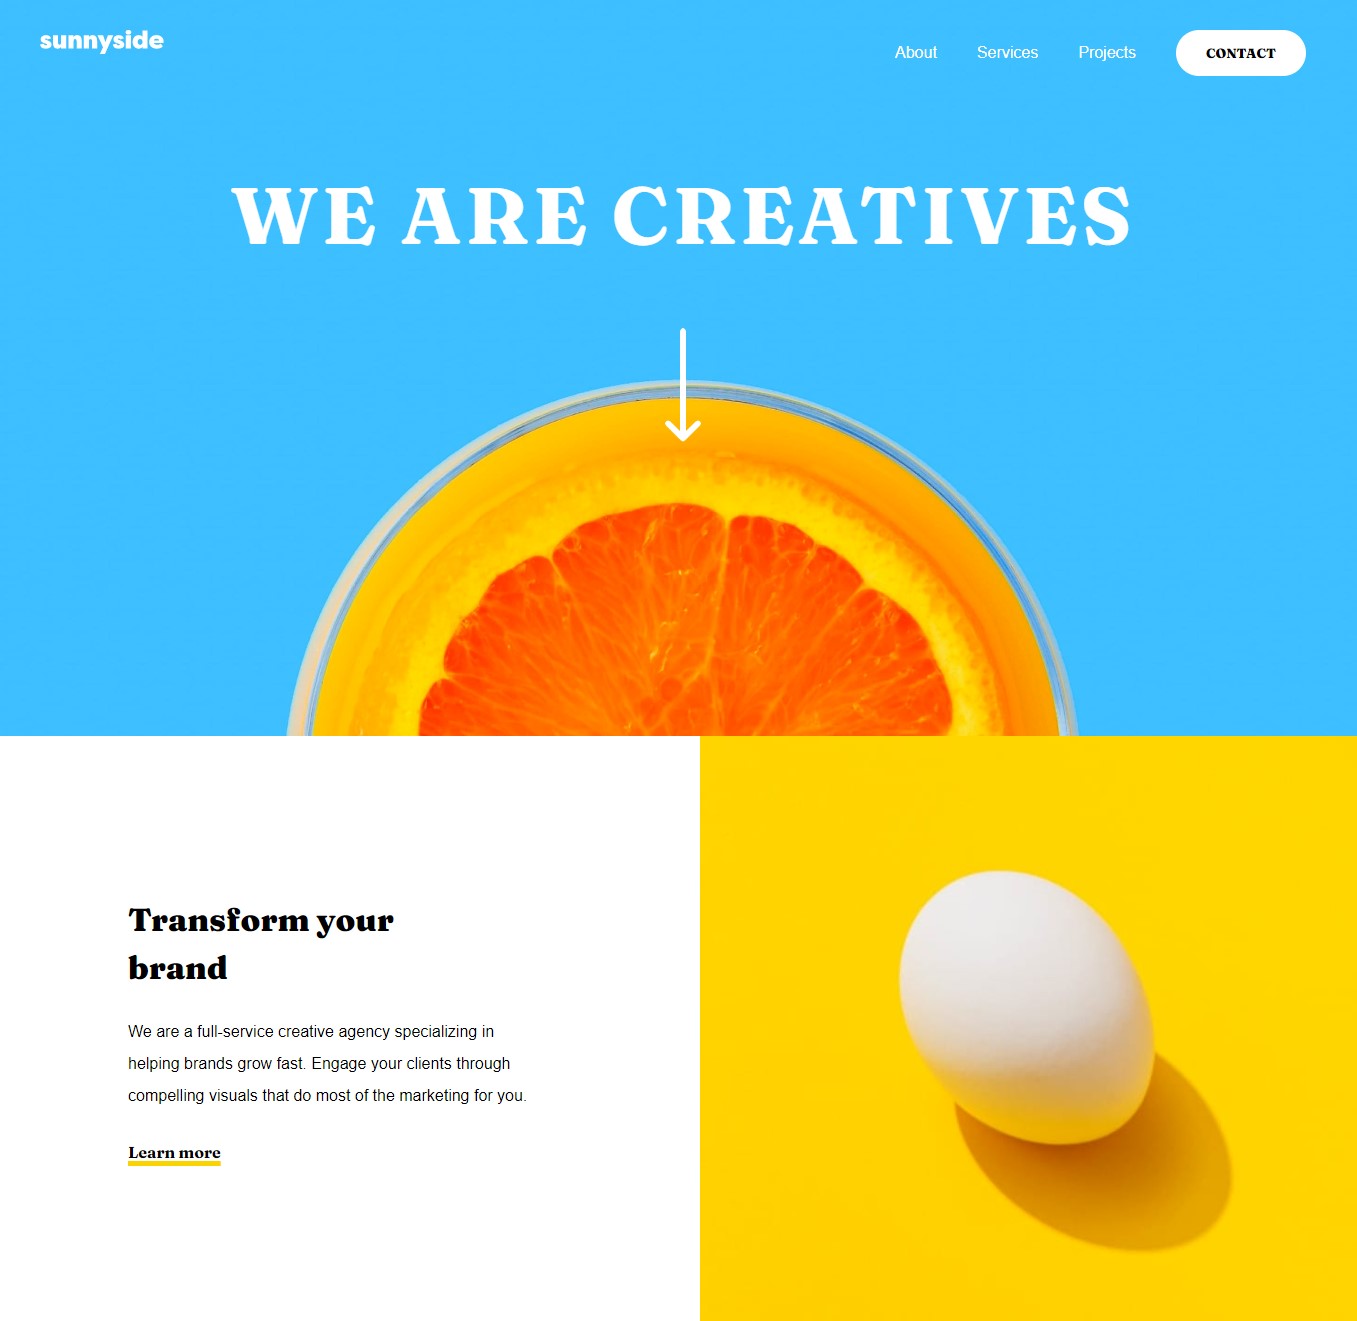 sunnyside
About Services Projects CONTACT
WE ARE CREATIVES
Transform your
brand
We are a full-service creative agency specializing in
helping brands grow fast. Engage your clients through
compelling visuals that do most of the marketing for you.
Learn more